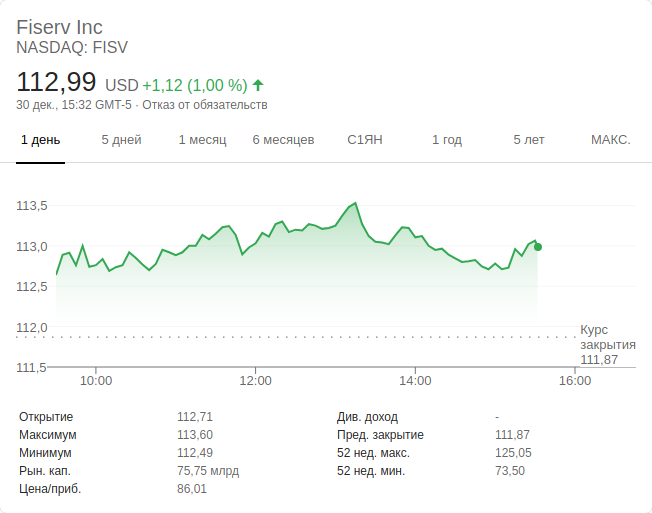 Fiserv Inc
NASDAQ: FISV
112,99 USD +1,12 (1,00 %)
30 дек., 15:32 GMT-5 · Отказ от обязательств
1 день 5 дней 1 месяц 6 месяцев С1ЯН 1 год 5 лет МАКС.
113,5
113,0
112,5
112,0
Курс
закрытия
111,87
111,5
10:00 12:00 14:00 16:00
Открытие 112,71 Див. доход -
Максимум 113,60 Пред. закрытие 111,87
Минимум 112,49 52 нед. макс. 125,05
Рын. кап. 75,75 млрд 52 нед. мин. 73,50
Цена/приб. 86,01